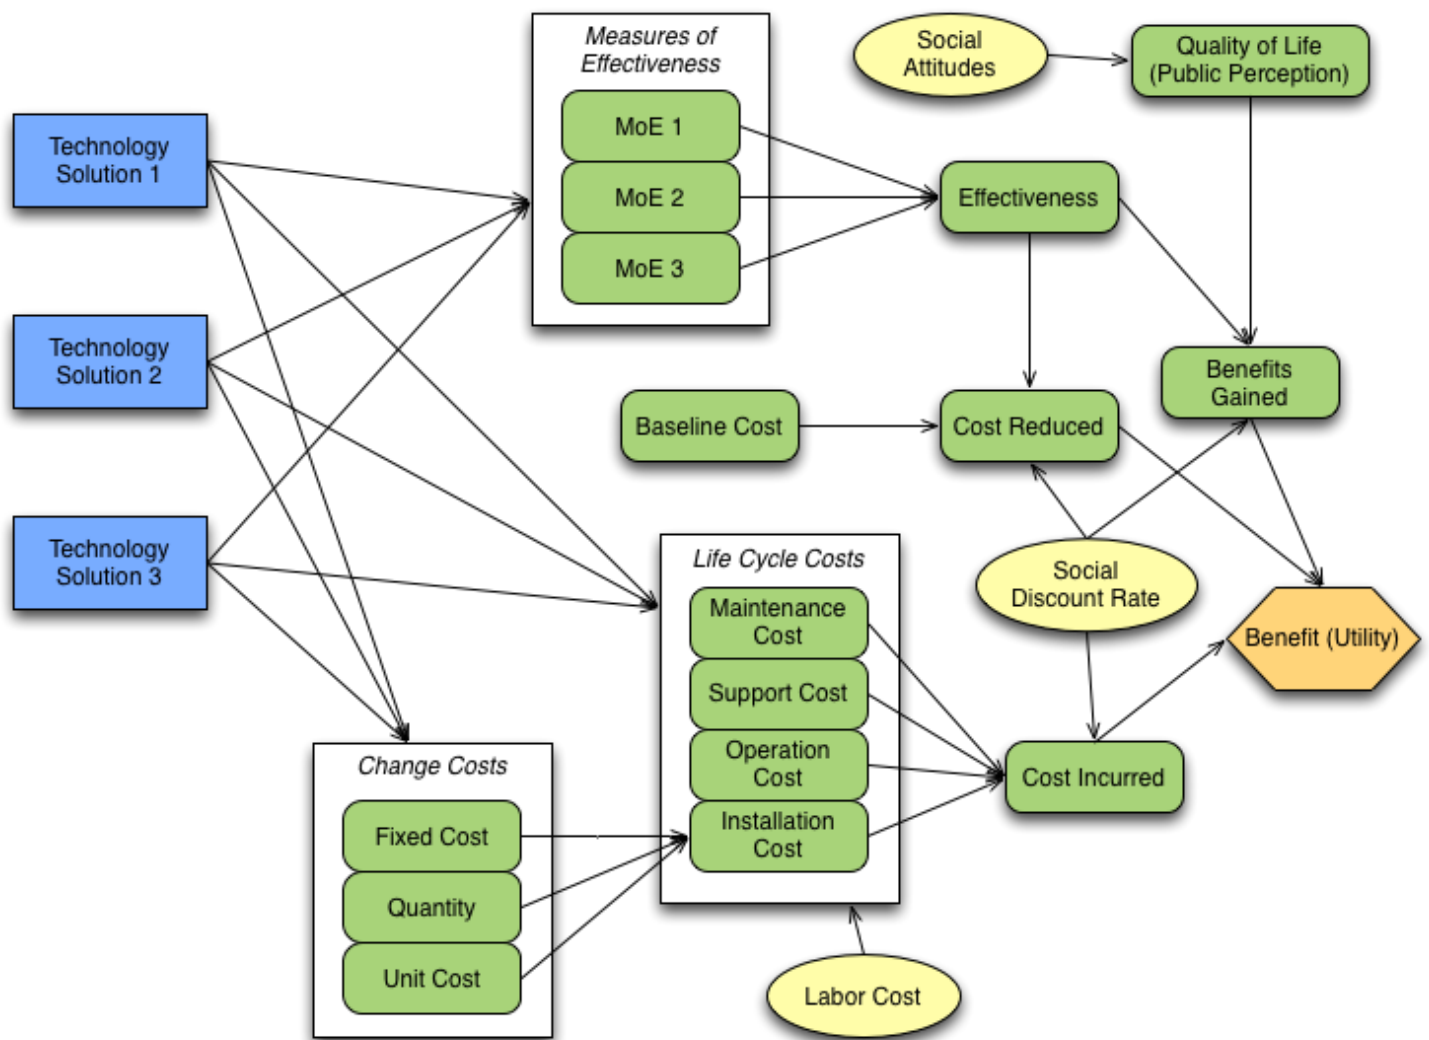 Measures of
Effectiveness
MoE 1
MoE 2
MoE 3
Social
Attitudes
Quality of Life
(Public Perception)
Technology
Solution 1
Effectiveness
Technology
Solution 2
Benefits
Gained
Baseline Cost
Cost Reduced
Technology
Solution 3
Life Cycle Costs
Maintenance
Cost
Support Cost
Operation
Cost
Installation
Cost
Social
Discount Rate
Benefit (Utility)
Cost Incurred
Change Costs
Fixed Cost
Quantity
Unit Cost
Labor Cost